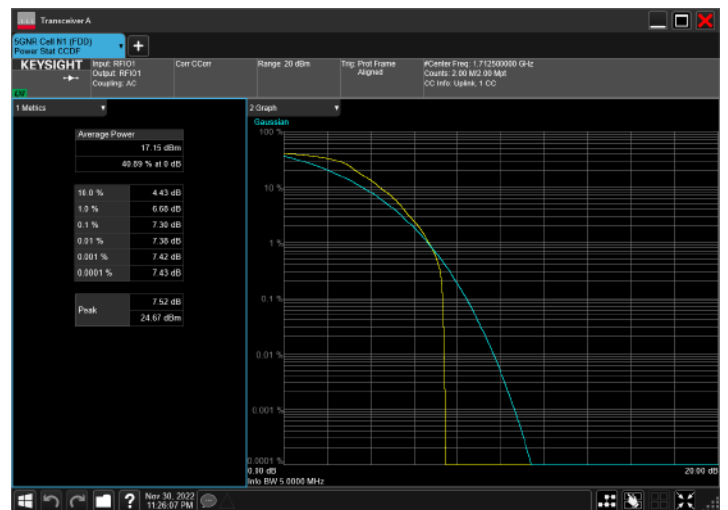 Transceiver A
5GNR Cell N1 (FDD)
Power Stat CCDF
KEYSIGHT
Input: RFIO1
Output: RFIO1
Coupling: AC
Corr CCorr
Range: 20 dBm
Trig: Prot Frame
Aligned
#Center Freq: 1.712500000 GHz
Counts: 2.00 M/2.00 Mpt
CC Info: Uplink, 1 CC
1 Metrics
Average Power
17.15 dBm
40.89 % at 0 dB
10.0 % 4.43 dB
1.0 % 6.68 dB
0.1 % 7.30 dB
0.01 % 7.38 dB
0.001 % 7.42 dB
0.0001 % 7.43 dB
Peak
7.52 dB
24.67 dBm
2 Graph
Gaussian
100 %
10 %
1 %
0.1 %
0.01 %
0.001 %
0.0001 %
0.00 dB
20.00 dB
Info BW 5.0000 MHz
?
Nov 30, 2022
11:26:07 PM